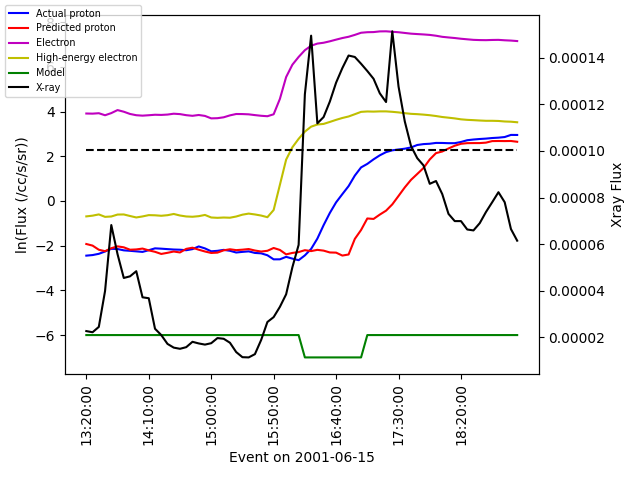 Actual proton
Predicted proton
Electron
High-energy electron
Model
X-ray
4
2
0
−2
−4
−6
ln(Flux (/cc/s/sr))
0.00014
0.00012
0.00010
0.00008
0.00006
0.00004
0.00002
Xray Flux
13:20:00
14:10:00
15:00:00
15:50:00
16:40:00
17:30:00
18:20:00
Event on 2001-06-15